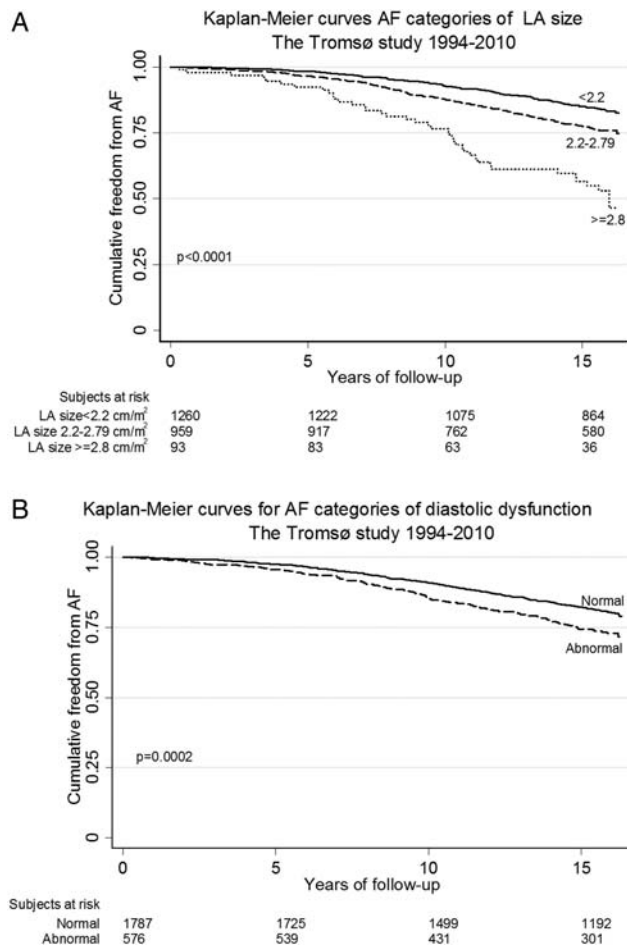 A
Kaplan-Meier curves AF categories of LA size
The Tromsø study 1994-2010
Cumulative freedom from AF
1.00
0.75
0.50
0.25
0
<2.2
2.2-2.79
>=2.8
p<0.0001
0 5 10 15
Years of follow-up
Subjects at risk
LA size<2.2 cm/m² 1260 1222 1075 864
LA size 2.2-2.79 cm/m² 959 917 762 580
LA size >=2.8 cm/m² 93 83 63 36
B
Kaplan-Meier curves for AF categories of diastolic dysfunction
The Tromsø study 1994-2010
Cumulative freedom from AF
1.00
0.75
0.50
0.25
0
Normal
Abnormal
p=0.0002
0 5 10 15
Years of follow-up
Subjects at risk
Normal 1787 1725 1499 1192
Abnormal 576 539 431 301